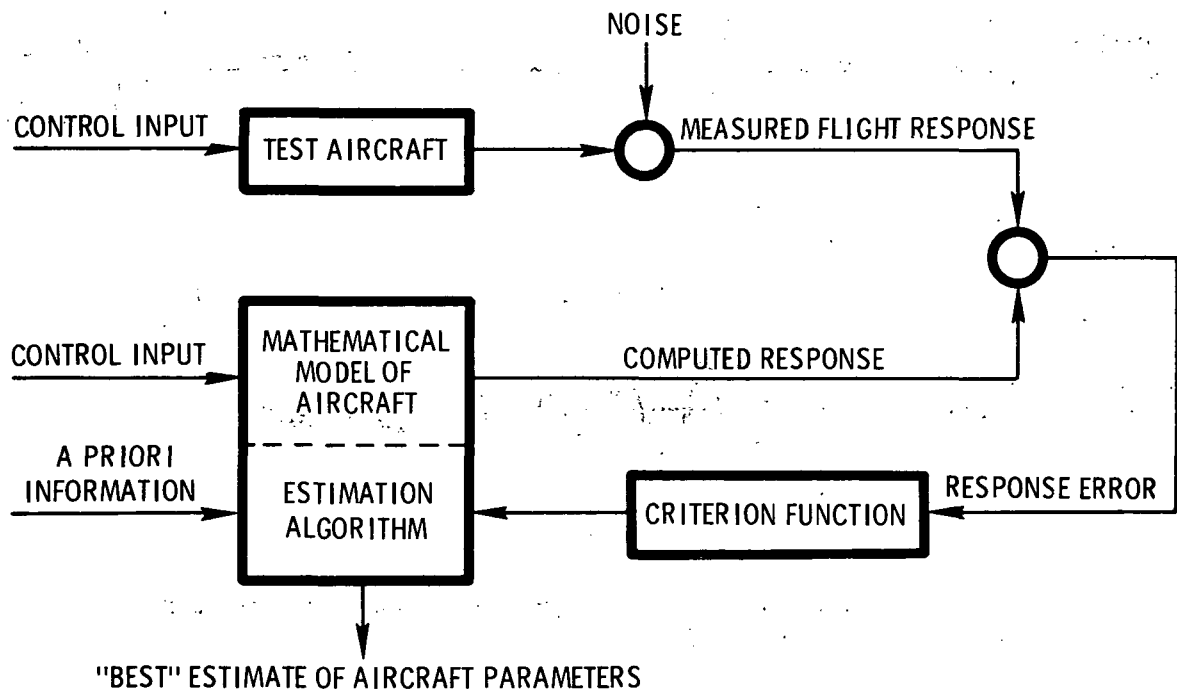 NOISE
CONTROL INPUT
TEST AIRCRAFT
MEASURED FLIGHT RESPONSE
CONTROL INPUT
MATHEMATICAL
MODEL OF
AIRCRAFT
COMPUTED RESPONSE
A PRIORI
INFORMATION
ESTIMATION
ALGORITHM
CRITERION FUNCTION
RESPONSE ERROR
"BEST" ESTIMATE OF AIRCRAFT PARAMETERS